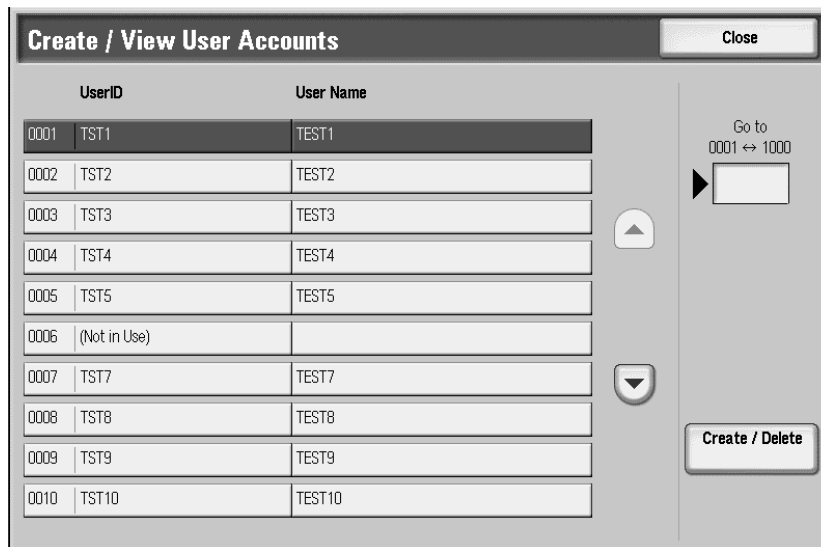 Create / View User Accounts Close
UserID User Name
Go to
0001 ↔ 1000
0001 TST1 TEST1
0002 TST2 TEST2
0003 TST3 TEST3
0004 TST4 TEST4
0005 TST5 TEST5
0006 (Not in Use)
0007 TST7 TEST7
0008 TST8 TEST8
0009 TST9 TEST9
0010 TST10 TEST10
Create / Delete